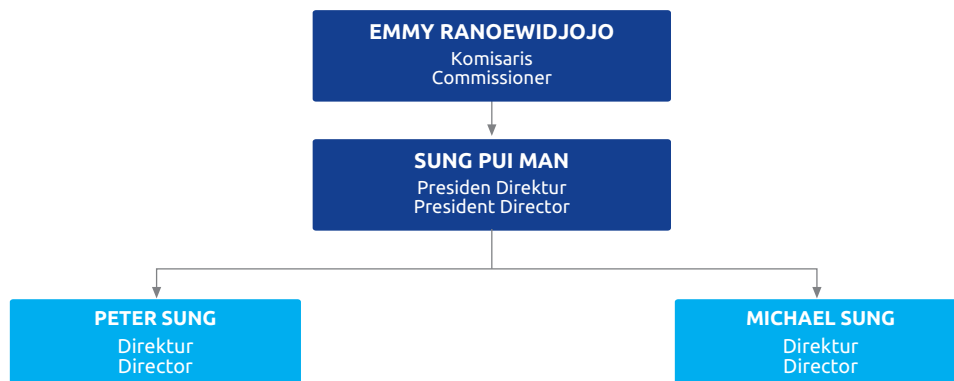 EMMY RANOEWIDJOJO
Komisaris
Commissioner
SUNG PUI MAN
Presiden Direktur
President Director
PETER SUNG
Direktur
Director
MICHAEL SUNG
Direktur
Director